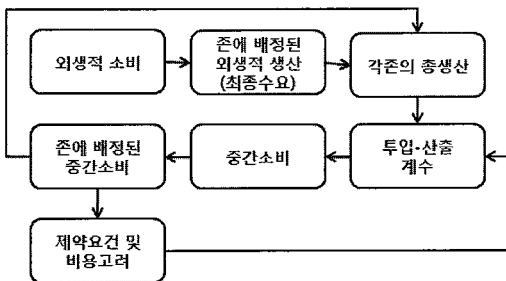 외생적 소비
존에 배정된
외생적 생산
(최종수요)
각존의 총생산
존에 배정된
중간소비
중간소비
투입·산출
계수
제약요건 및
비용고려